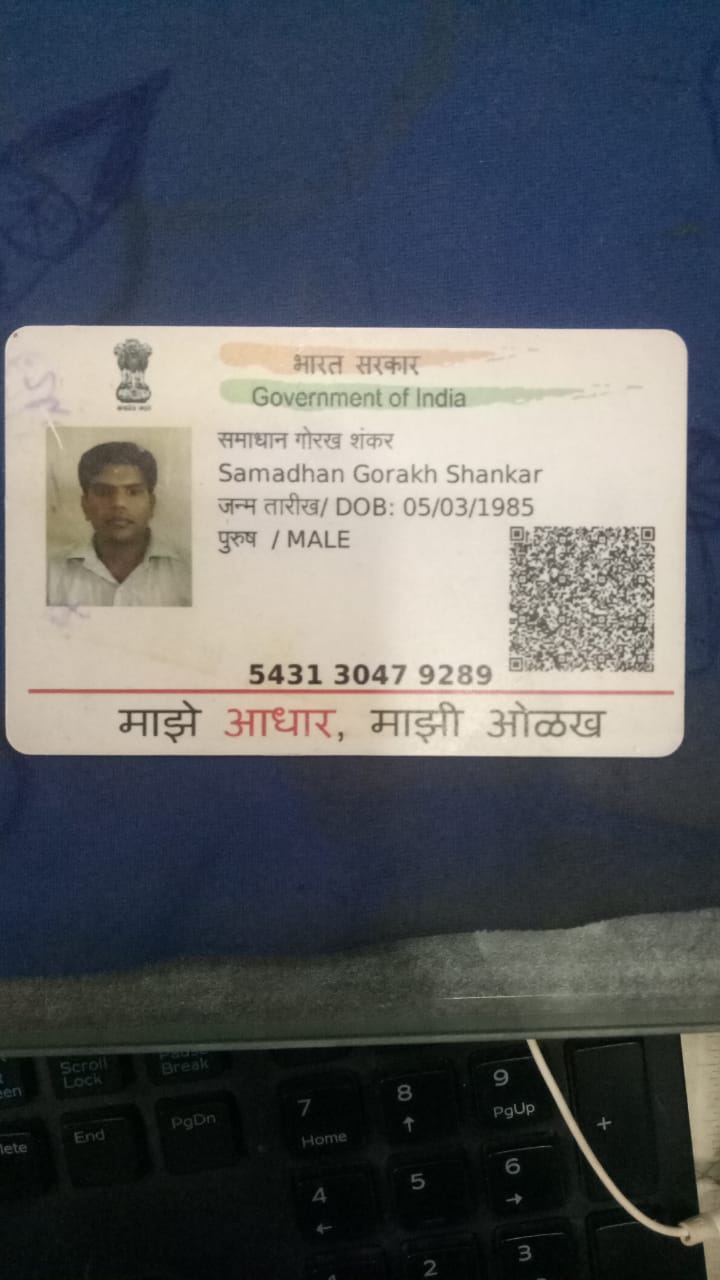 भारत सरकार
Government of India
समाधान गोरख शंकर
Samadhan Gorakh Shankar
जन्म तारीख/ DOB: 05/03/1985
पुरुष / MALE
5431 3047 9289
माझे आधार, माझी ओळख
Scroll Lock
Pause Break
End
PgDn
7 Home
8
9 PgUp
+
4
5
6
2
3